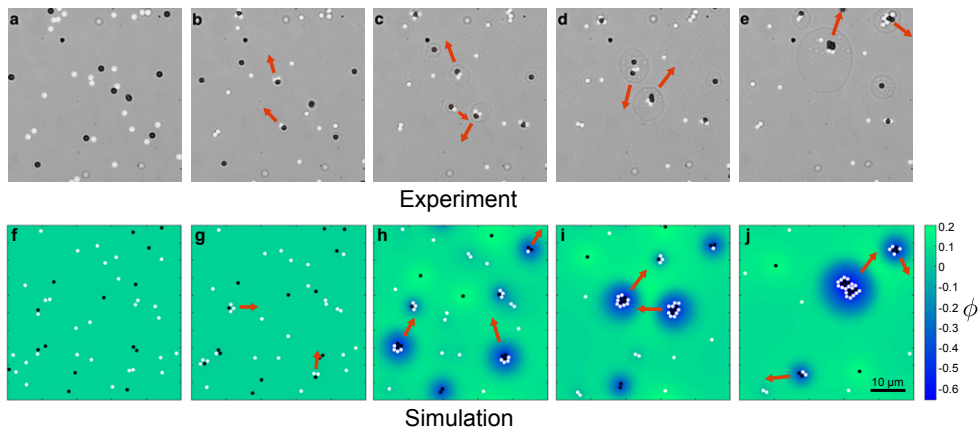 a b c d e
Experiment
f g h i j
0.2
0.1
0
-0.1
-0.2
-0.3
-0.4
-0.5
-0.6
ϕ
10 µm
Simulation